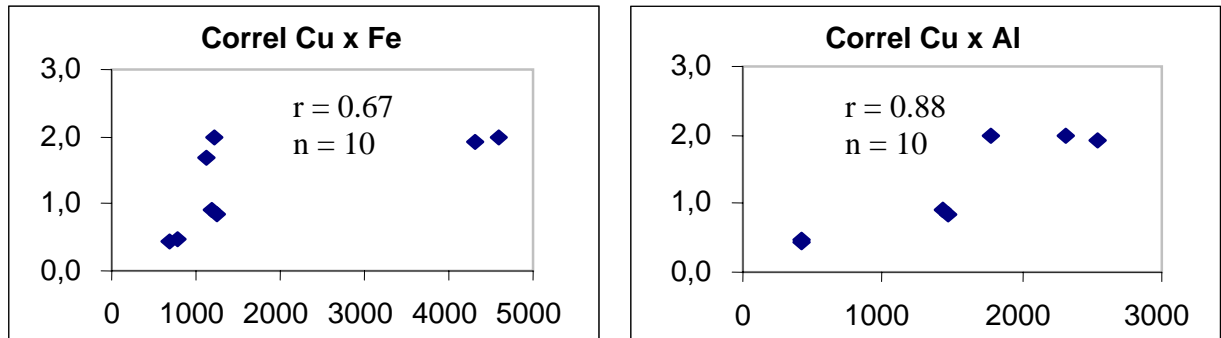 Correl Cu x Fe
3,0
r = 0.67
2,0
n = 10
1,0
0,0
0 1000 2000 3000 4000 5000
Correl Cu x Al
3,0
r = 0.88
2,0
n = 10
1,0
0,0
0 1000 2000 3000